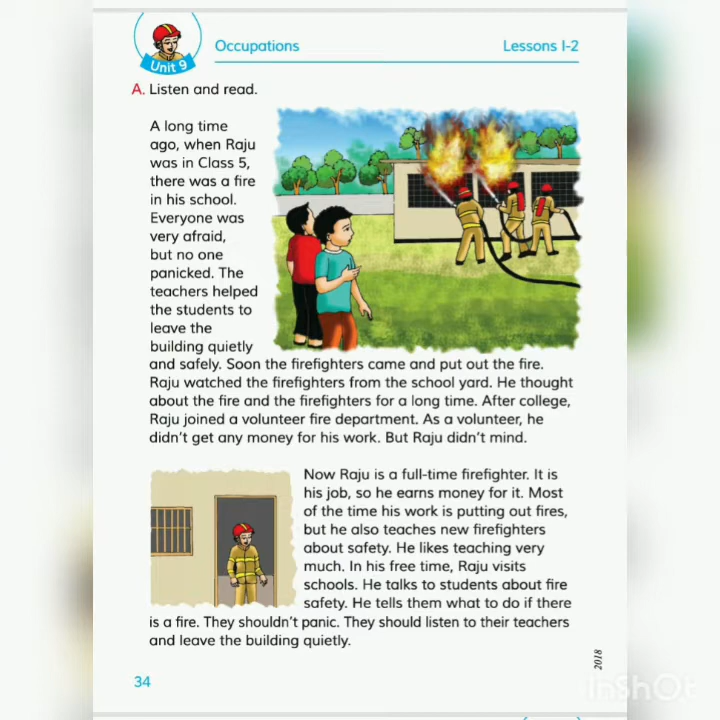 Unit 9
Occupations
Lessons 1-2
A. Listen and read.
A long time
ago, when Raju
was in Class 5,
there was a fire
in his school.
Everyone was
very afraid,
but no one
panicked. The
teachers helped
the students to
leave the
building quietly
and safely. Soon the firefighters came and put out the fire.
Raju watched the firefighters from the school yard. He thought
about the fire and the firefighters for a long time. After college,
Raju joined a volunteer fire department. As a volunteer, he
didn't get any money for his work. But Raju didn't mind.
Now Raju is a full-time firefighter. It is
his job, so he earns money for it. Most
of the time his work is putting out fires,
but he also teaches new firefighters
about safety. He likes teaching very
much. In his free time, Raju visits
schools. He talks to students about fire
safety. He tells them what to do if there
is a fire. They shouldn't panic. They should listen to their teachers
and leave the building quietly.
34
2018
InShOt